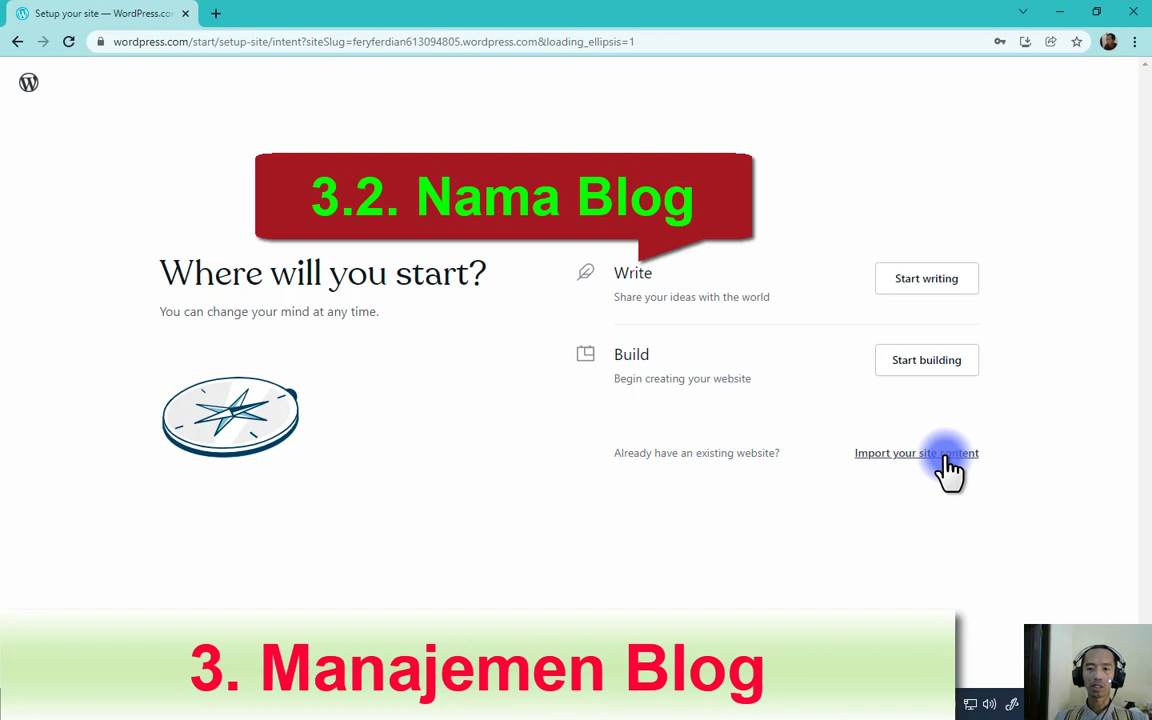 Setup your site — WordPress.co
wordpress.com/start/setup-site/intent?siteSlug=feryferdian613094805.wordpress.com&loading_ellipsis=1
3.2. Nama Blog
Where will you start?
You can change your mind at any time.
Write
Share your ideas with the world
Start writing
Build
Begin creating your website
Start building
Already have an existing website?
Import your site content
3. Manajemen Blog